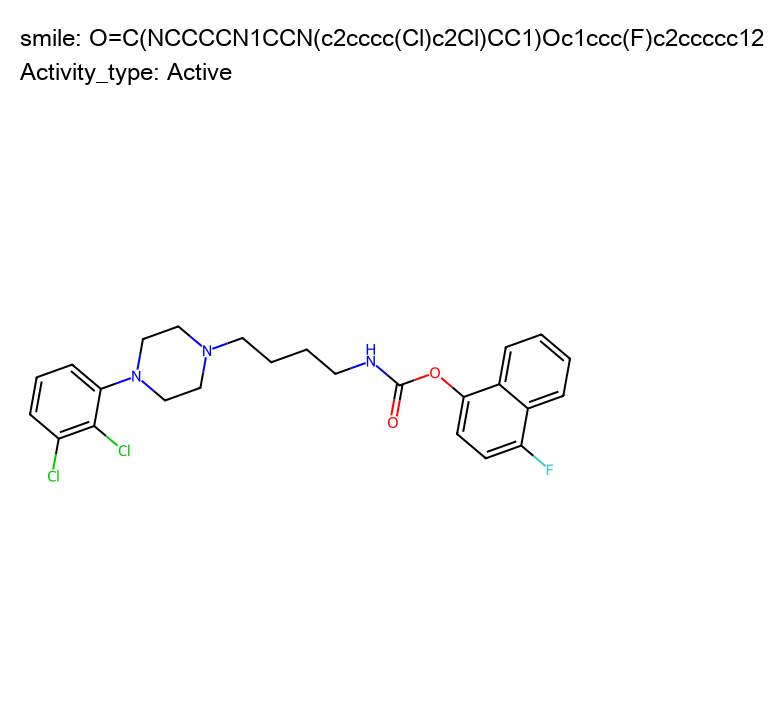 smile: O=C(NCCCCN1CCN(c2cccc(Cl)c2Cl)CC1)Oc1ccc(F)c2ccccc12
Activity_type: Active
H
N
N
O
N
O
Cl
F
Cl